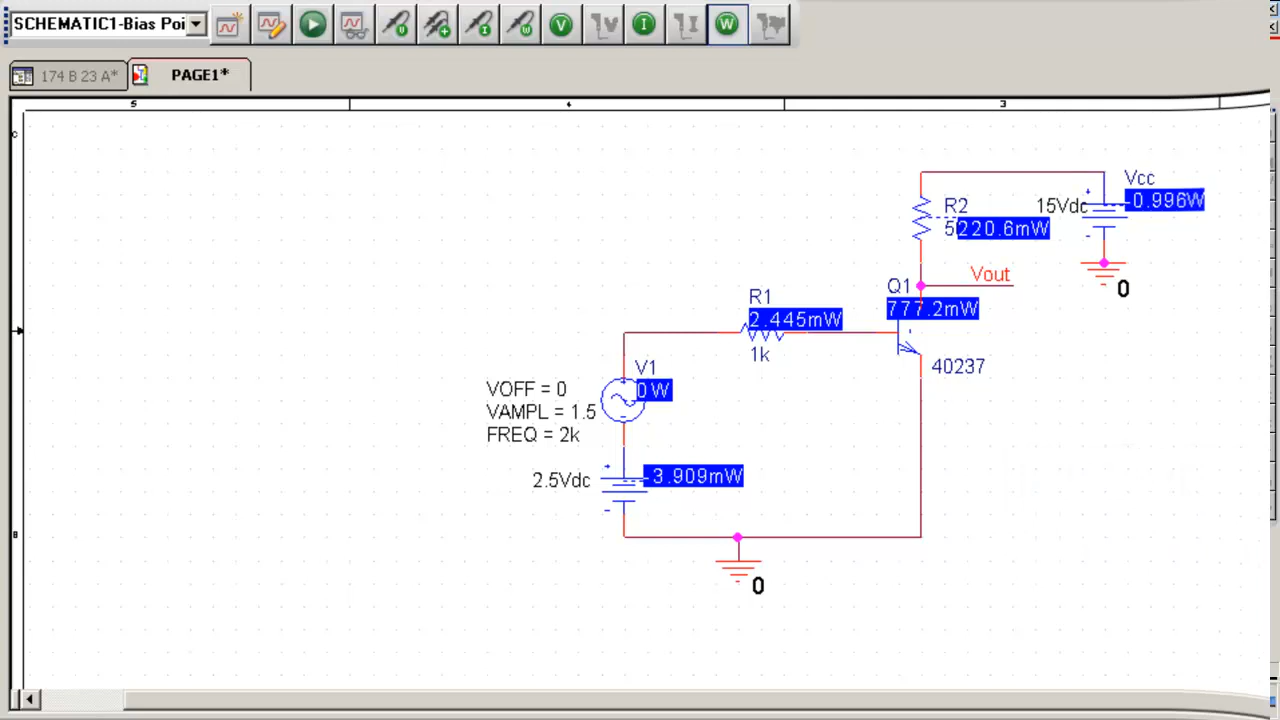 SCHEMATIC1-Bias Poi
V I W V I W
174 B 23 A*
PAGE1*
5 4 3
C
Vcc
-0.996W
15Vdc
R2
5
220.6mW
Vout
0
Q1
777.2mW
R1
2.445mW
1k
40237
V1
0W
VOFF = 0
VAMPL = 1.5
FREQ = 2k
2.5Vdc
-3.909mW
B
0